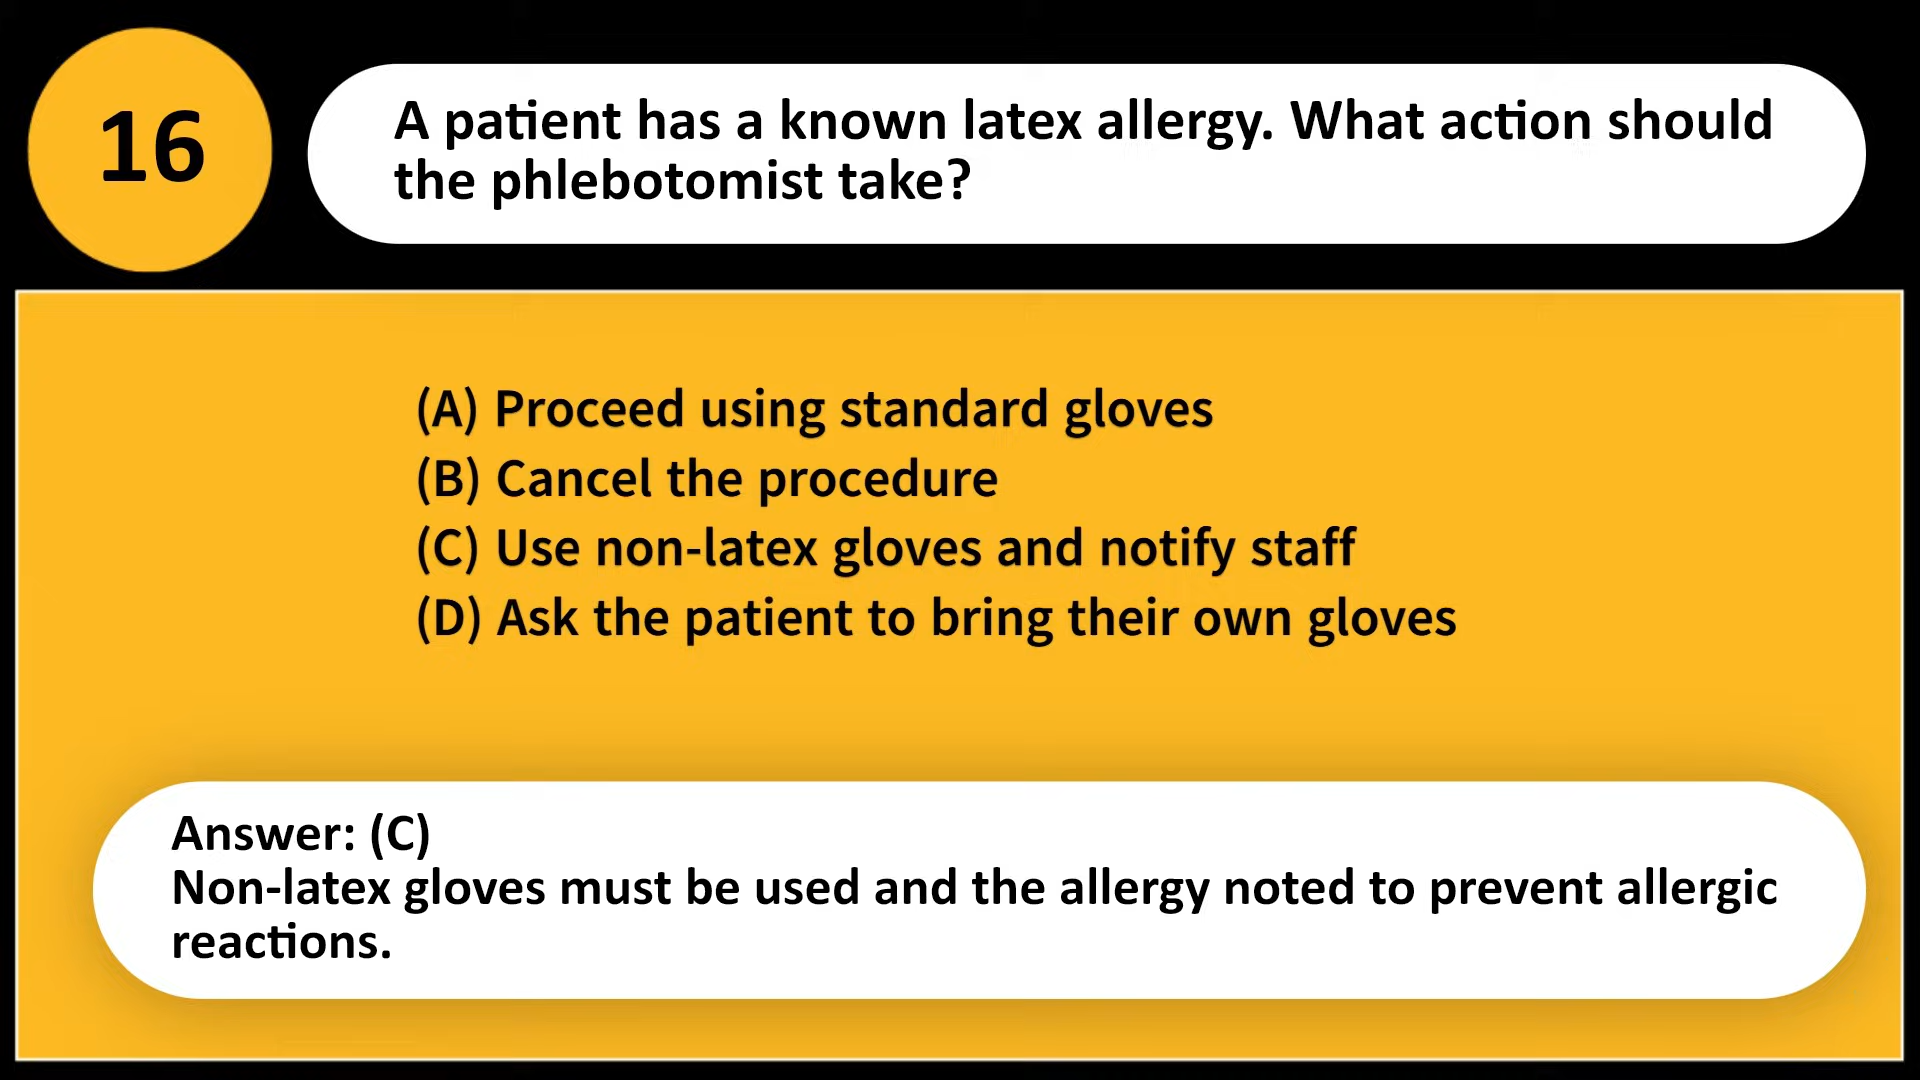 16
A patient has a known latex allergy. What action should
the phlebotomist take?
(A) Proceed using standard gloves
(B) Cancel the procedure
(C) Use non-latex gloves and notify staff
(D) Ask the patient to bring their own gloves
Answer: (C)
Non-latex gloves must be used and the allergy noted to prevent allergic
reactions.